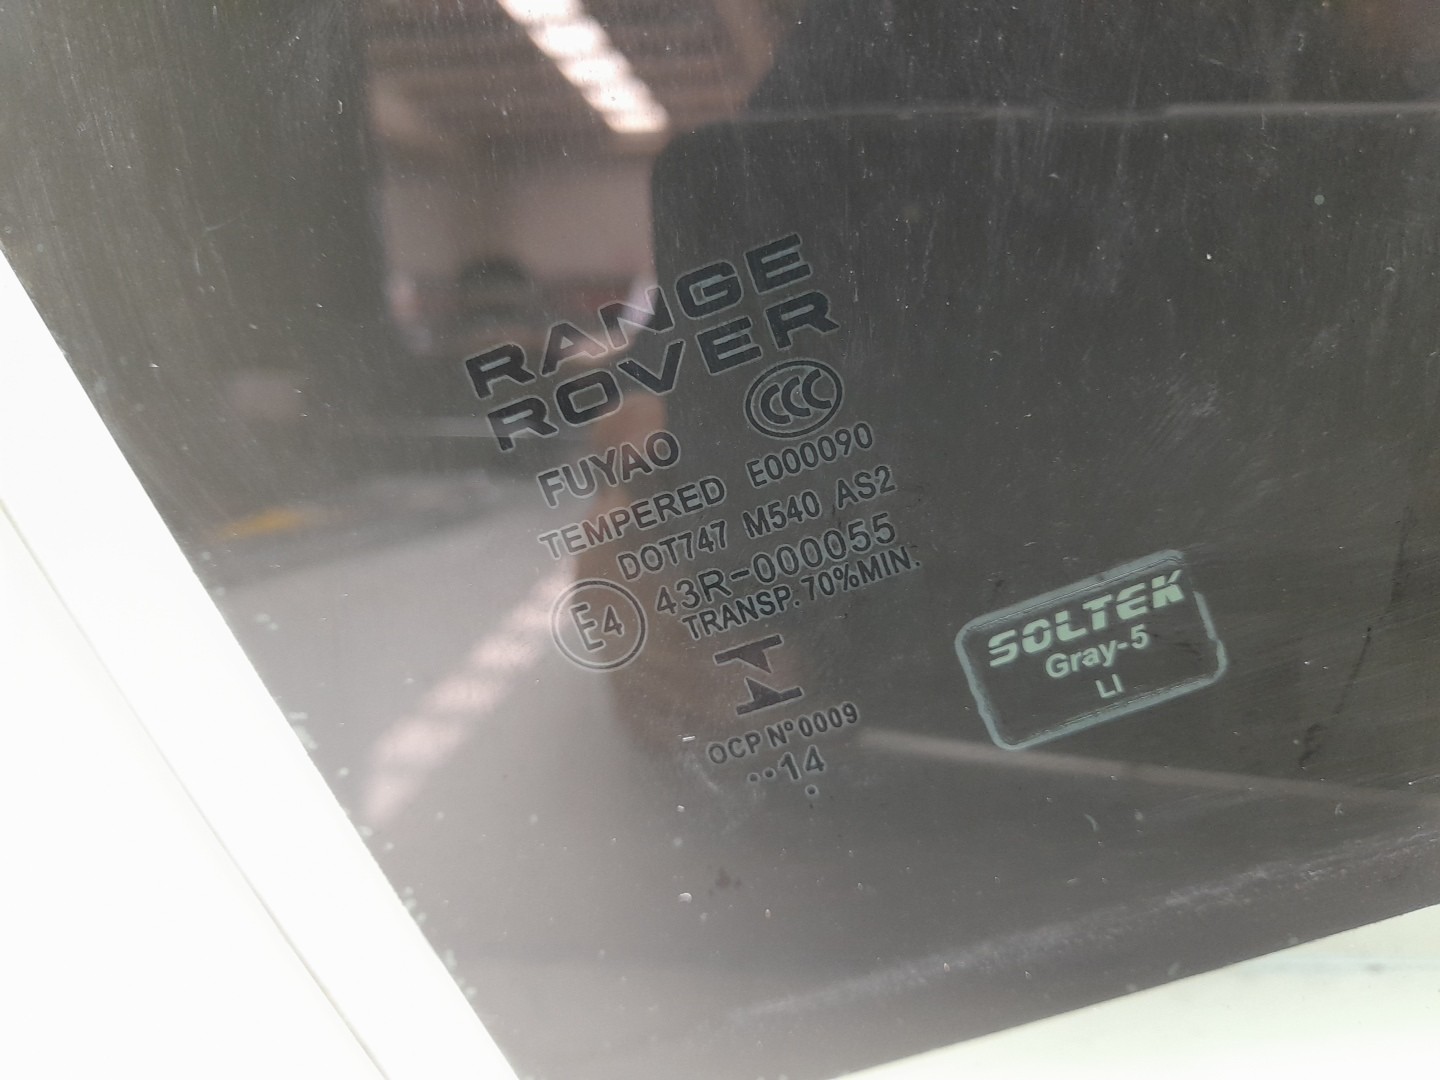 RANGE
ROVER
CCC
FUYAO
TEMPERED E000090
DOT747 M540 AS2
E4 43R-000055
TRANSP. 70%MIN.
OCP N°0009
..14
.
SOLTEK
Gray-5
LI